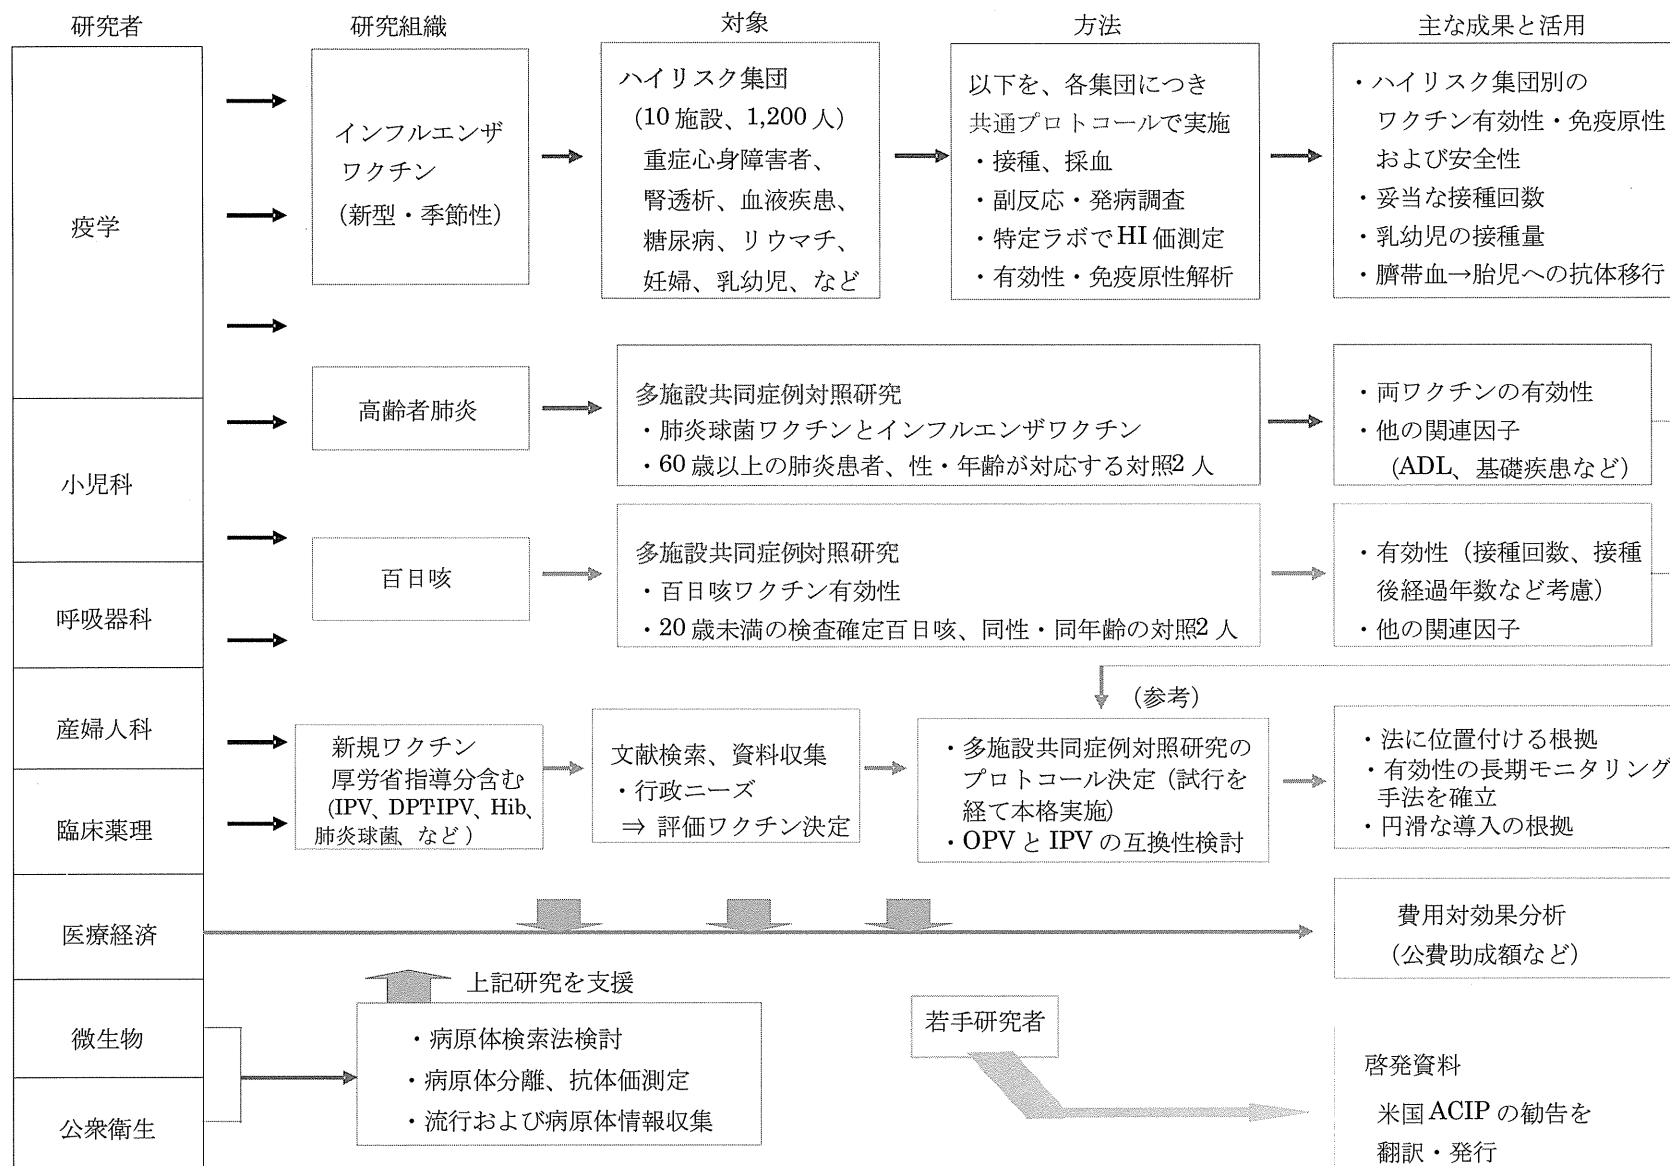 研究者
研究組織
対象
方法
主な成果と活用
疫学
小児科
呼吸器科
産婦人科
臨床薬理
医療経済
微生物
公衆衛生
インフルエンザ
ワクチン
(新型・季節性)
ハイリスク集団
(10施設、1,200人)
重症心身障害者、
腎透析、血液疾患、
糖尿病、リウマチ、
妊婦、乳幼児、など
以下を、各集団につき
共通プロトコールで実施
・接種、採血
・副反応・発病調査
・特定ラボでHI価測定
・有効性・免疫原性解析
・ハイリスク集団別の
ワクチン有効性・免疫原性
および安全性
・妥当な接種回数
・乳幼児の接種量
・臍帯血→胎児への抗体移行
高齢者肺炎
多施設共同症例対照研究
・肺炎球菌ワクチンとインフルエンザワクチン
・60歳以上の肺炎患者、性・年齢が対応する対照2人
・両ワクチンの有効性
・他の関連因子
(ADL、基礎疾患など)
百日咳
多施設共同症例対照研究
・百日咳ワクチン有効性
・20歳未満の検査確定百日咳、同性・同年齢の対照2人
・有効性(接種回数、接種
後経過年数など考慮)
・他の関連因子
(参考)
新規ワクチン
厚労省指導分含む
(IPV、DPT-IPV、Hib、
肺炎球菌、など)
文献検索、資料収集
・行政ニーズ
⇒ 評価ワクチン決定
・多施設共同症例対照研究の
プロトコール決定(試行を
経て本格実施)
・OPVとIPVの互換性検討
・法に位置付ける根拠
・有効性の長期モニタリング
手法を確立
・円滑な導入の根拠
費用対効果分析
(公費助成額など)
上記研究を支援
・病原体検索法検討
・病原体分離、抗体価測定
・流行および病原体情報収集
若手研究者
啓発資料
米国ACIPの勧告を
翻訳・発行